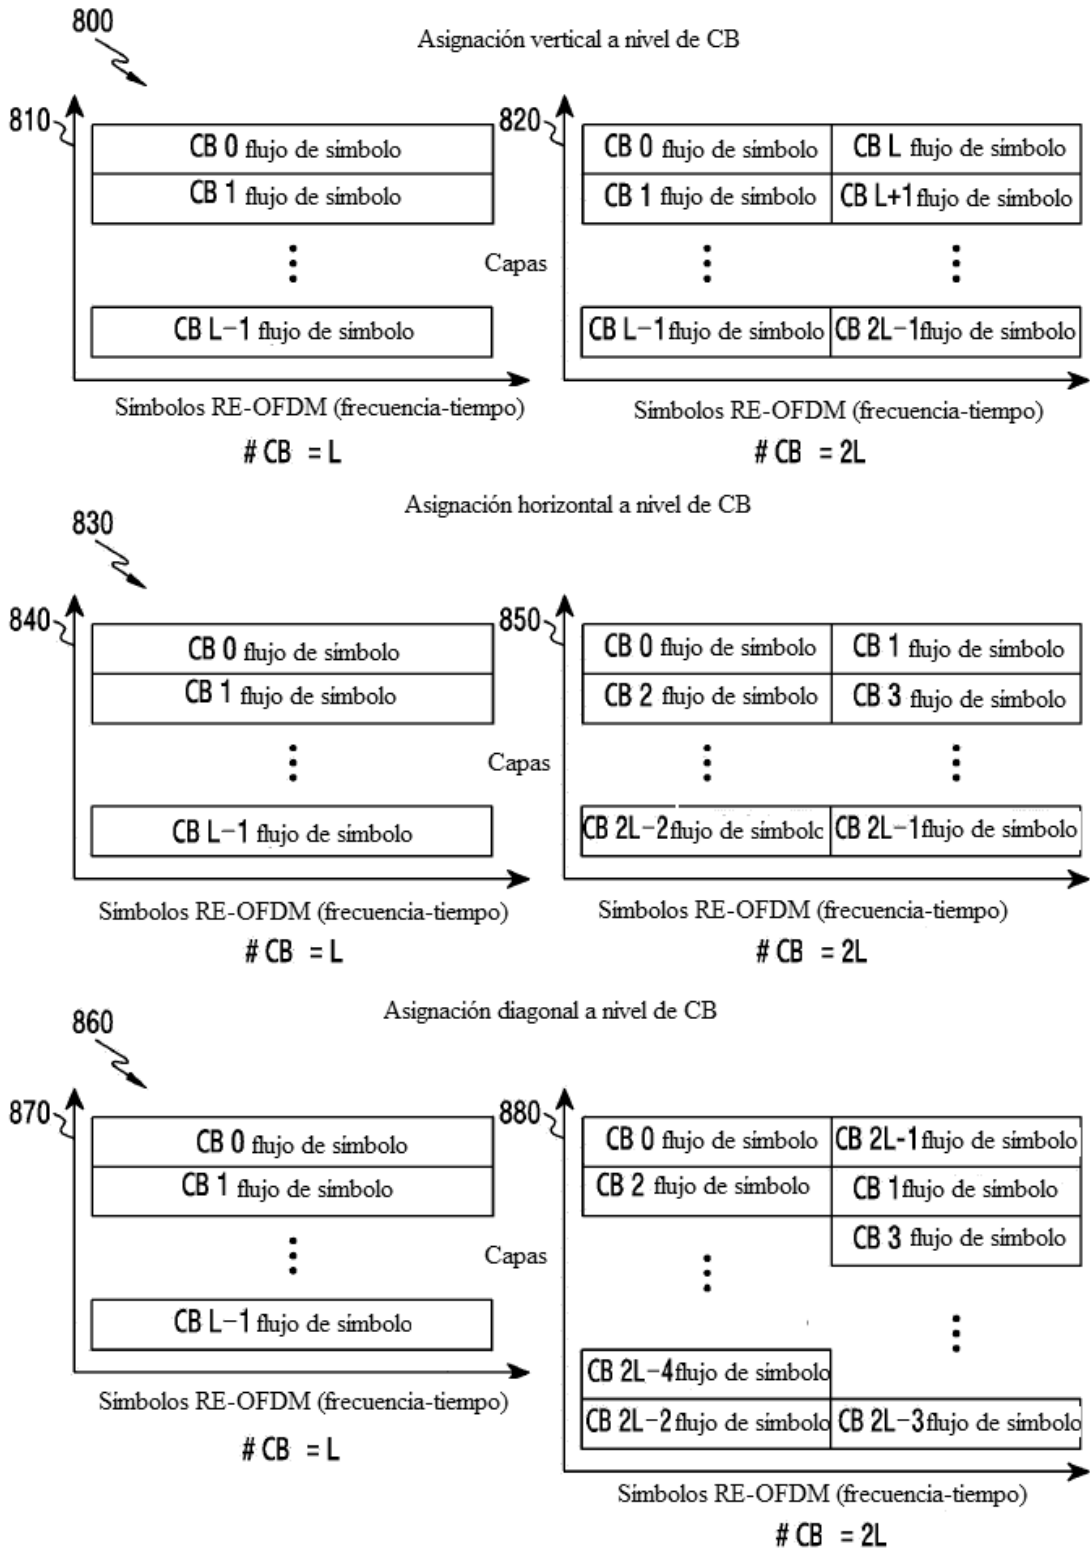 800
Asignación vertical a nivel de CB
810
CB 0 flujo de símbolo
CB 1 flujo de símbolo
CB L-1 flujo de símbolo
Símbolos RE-OFDM (frecuencia-tiempo)
# CB = L
820
Capas
CB 0 flujo de símbolo
CB L flujo de símbolo
CB 1 flujo de símbolo
CB L+1 flujo de símbolo
CB L-1 flujo de símbolo
CB 2L-1 flujo de símbolo
Símbolos RE-OFDM (frecuencia-tiempo)
# CB = 2L
830
Asignación horizontal a nivel de CB
840
CB 0 flujo de símbolo
CB 1 flujo de símbolo
CB L-1 flujo de símbolo
Símbolos RE-OFDM (frecuencia-tiempo)
# CB = L
850
Capas
CB 0 flujo de símbolo
CB 1 flujo de símbolo
CB 2 flujo de símbolo
CB 3 flujo de símbolo
CB 2L-2 flujo de símbolo
CB 2L-1 flujo de símbolo
Símbolos RE-OFDM (frecuencia-tiempo)
# CB = 2L
860
Asignación diagonal a nivel de CB
870
CB 0 flujo de símbolo
CB 1 flujo de símbolo
CB L-1 flujo de símbolo
Símbolos RE-OFDM (frecuencia-tiempo)
# CB = L
880
Capas
CB 0 flujo de símbolo
CB 2L-1 flujo de símbolo
CB 2 flujo de símbolo
CB 1 flujo de símbolo
CB 3 flujo de símbolo
CB 2L-4 flujo de símbolo
CB 2L-2 flujo de símbolo
CB 2L-3 flujo de símbolo
Símbolos RE-OFDM (frecuencia-tiempo)
# CB = 2L